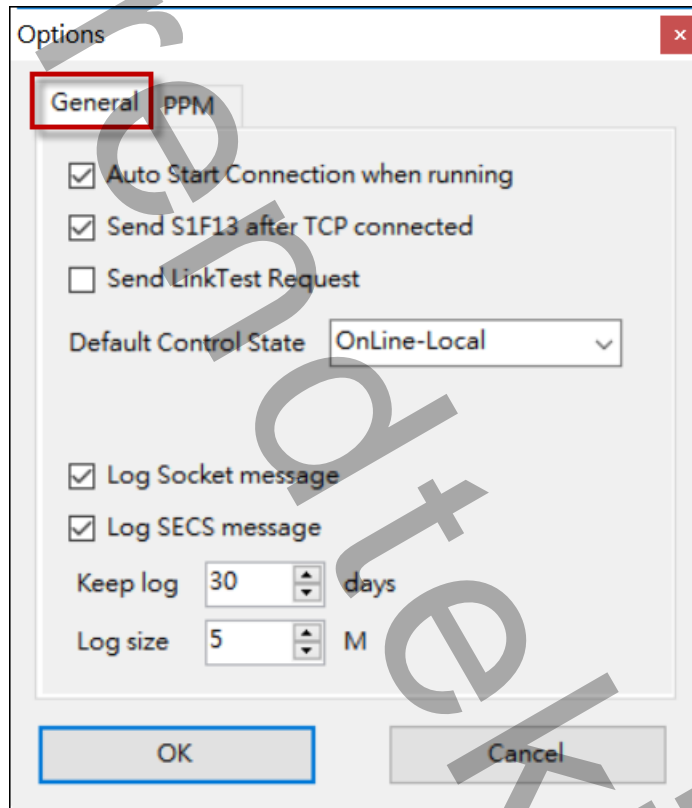 Options
General PPM
Auto Start Connection when running
Send S1F13 after TCP connected
Send LinkTest Request
Default Control State OnLine-Local
Log Socket message
Log SECS message
Keep log 30 days
Log size 5 M
OK Cancel
rendtek